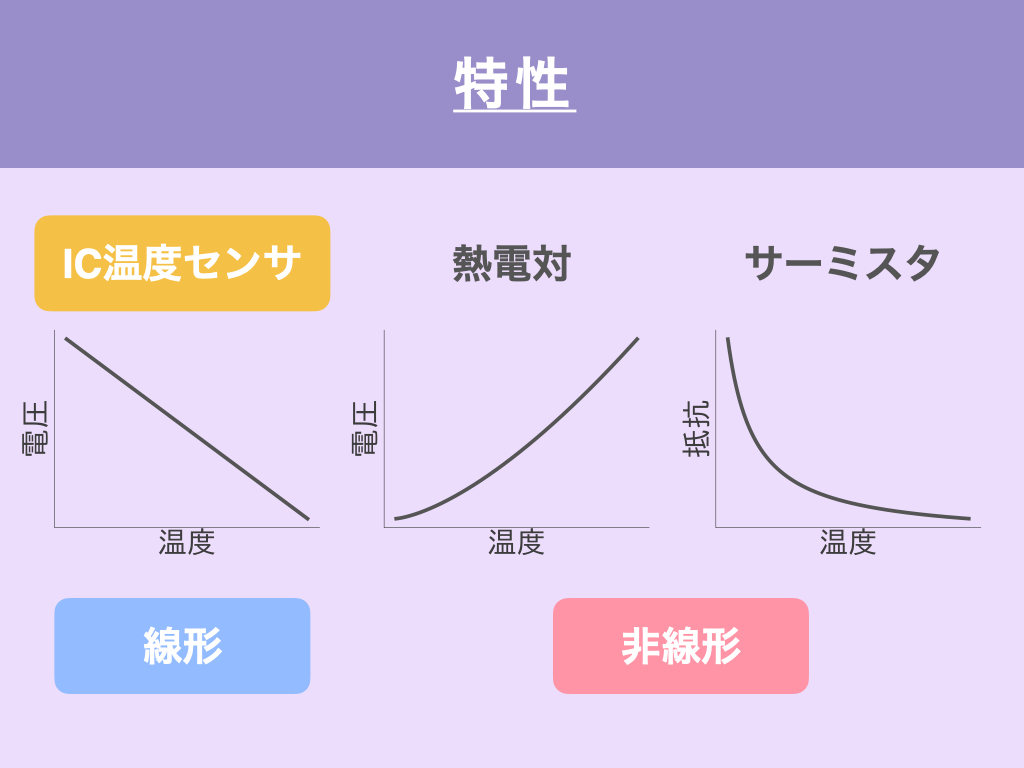 特性
IC温度センサ
熱電対
サーミスタ
電圧
温度
電圧
温度
抵抗
温度
線形
非線形